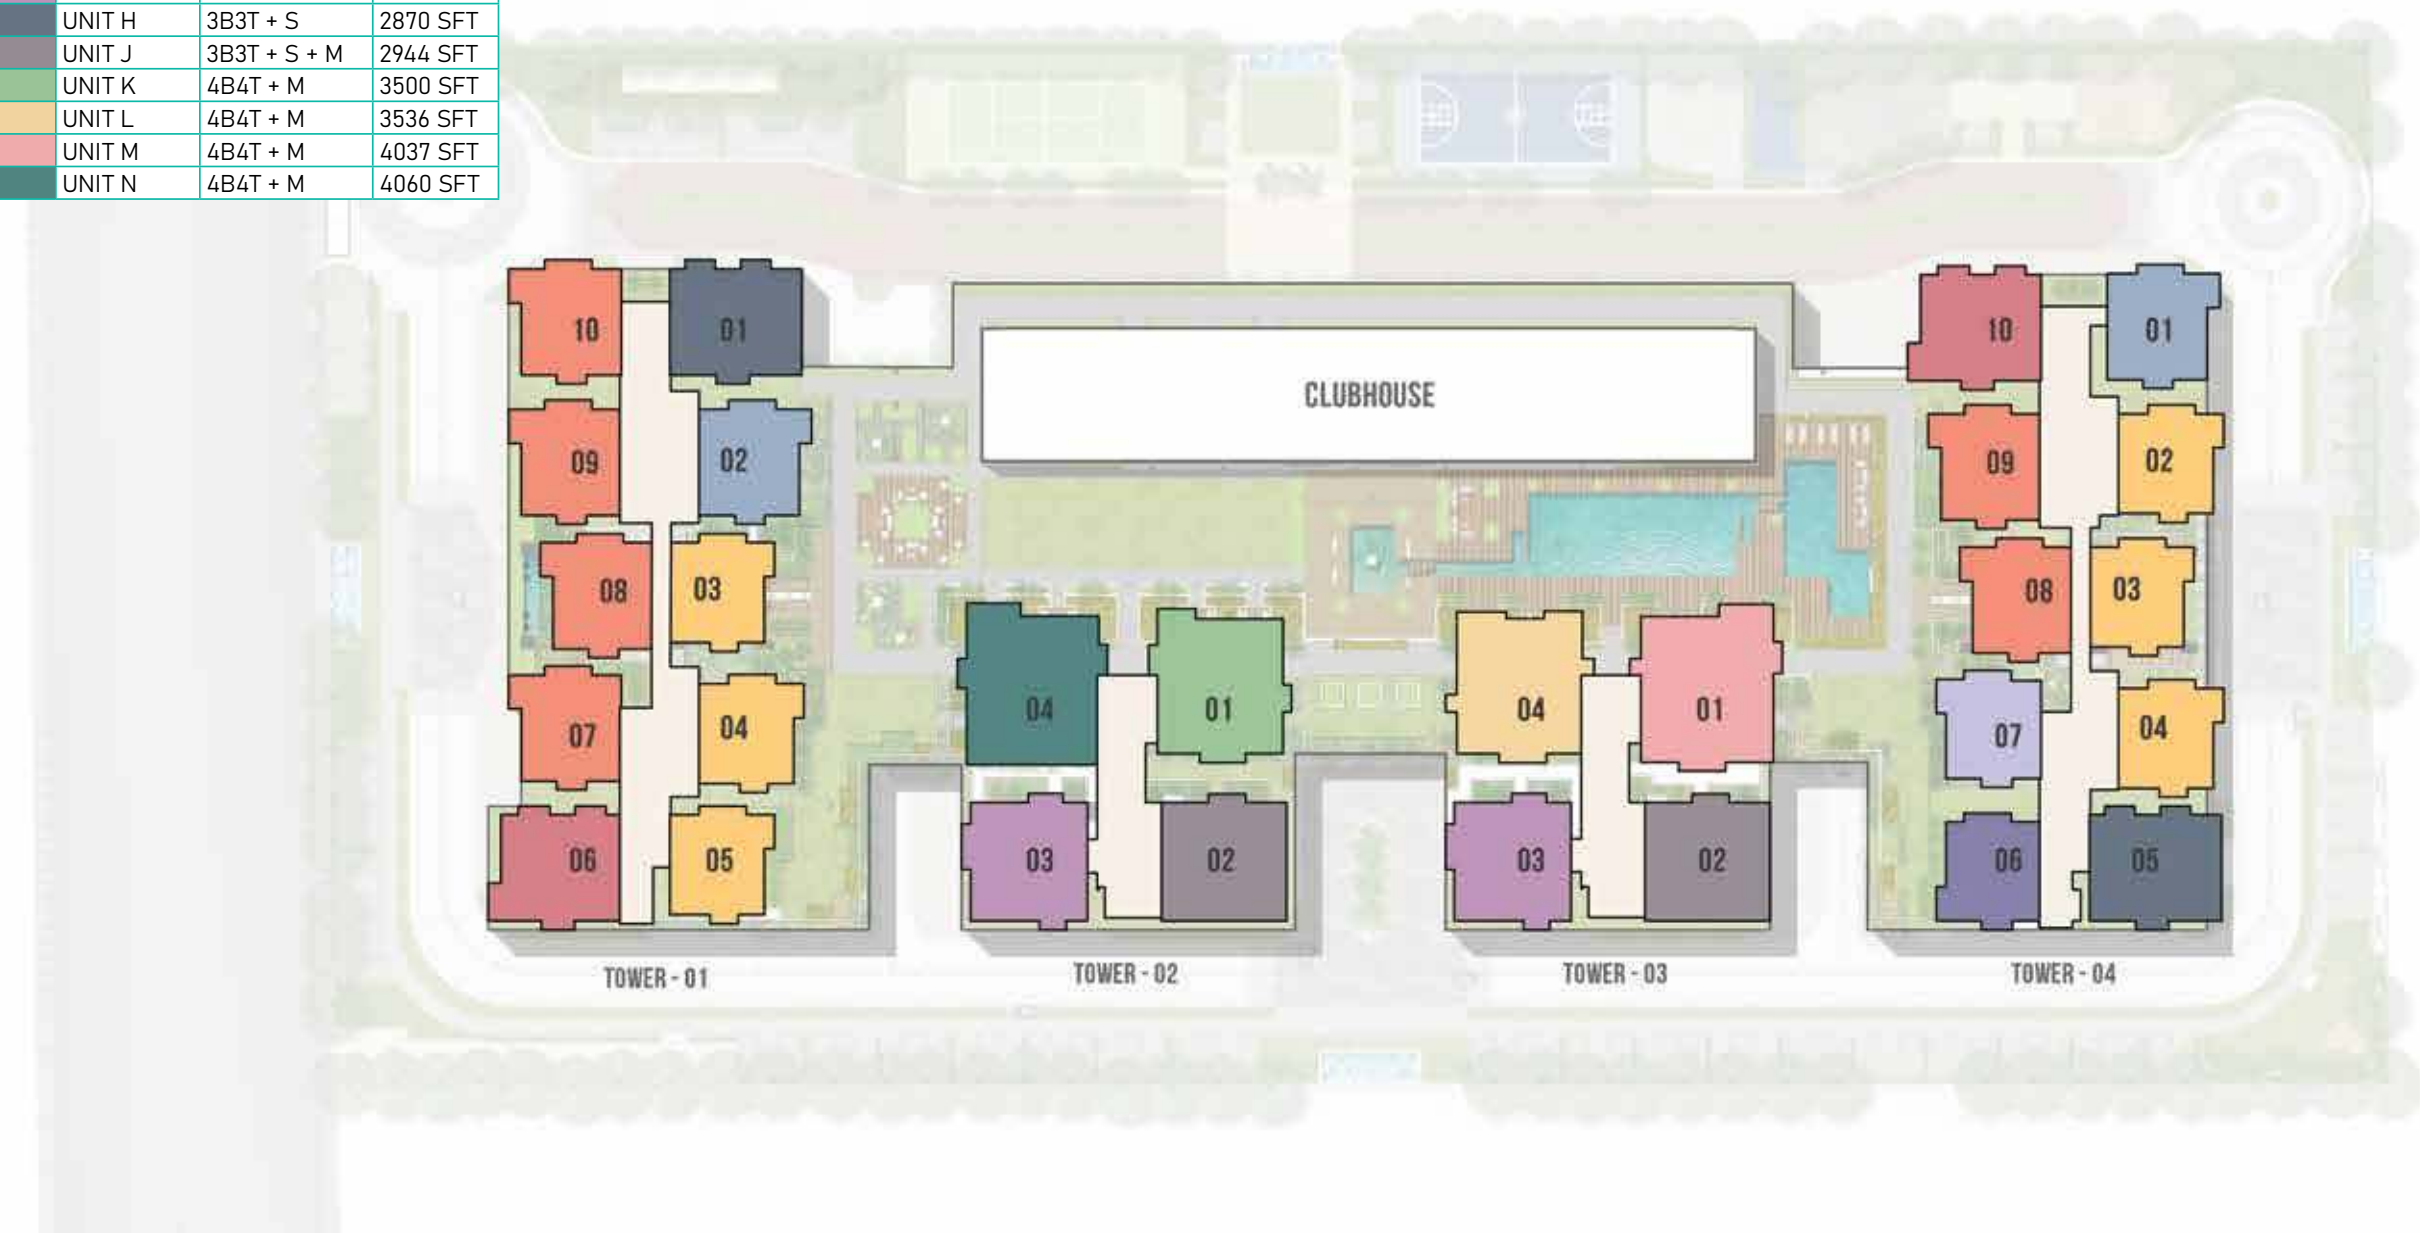 UNIT H 3B3T + S 2870 SFT
UNIT J 3B3T + S + M 2944 SFT
UNIT K 4B4T + M 3500 SFT
UNIT L 4B4T + M 3536 SFT
UNIT M 4B4T + M 4037 SFT
UNIT N 4B4T + M 4060 SFT
10 01
09 02
08 03
07 04
06 05
TOWER - 01
CLUBHOUSE
04 01
03 02
TOWER - 02
04 01
03 02
TOWER - 03
10 01
09 02
08 03
07 04
06 05
TOWER - 04